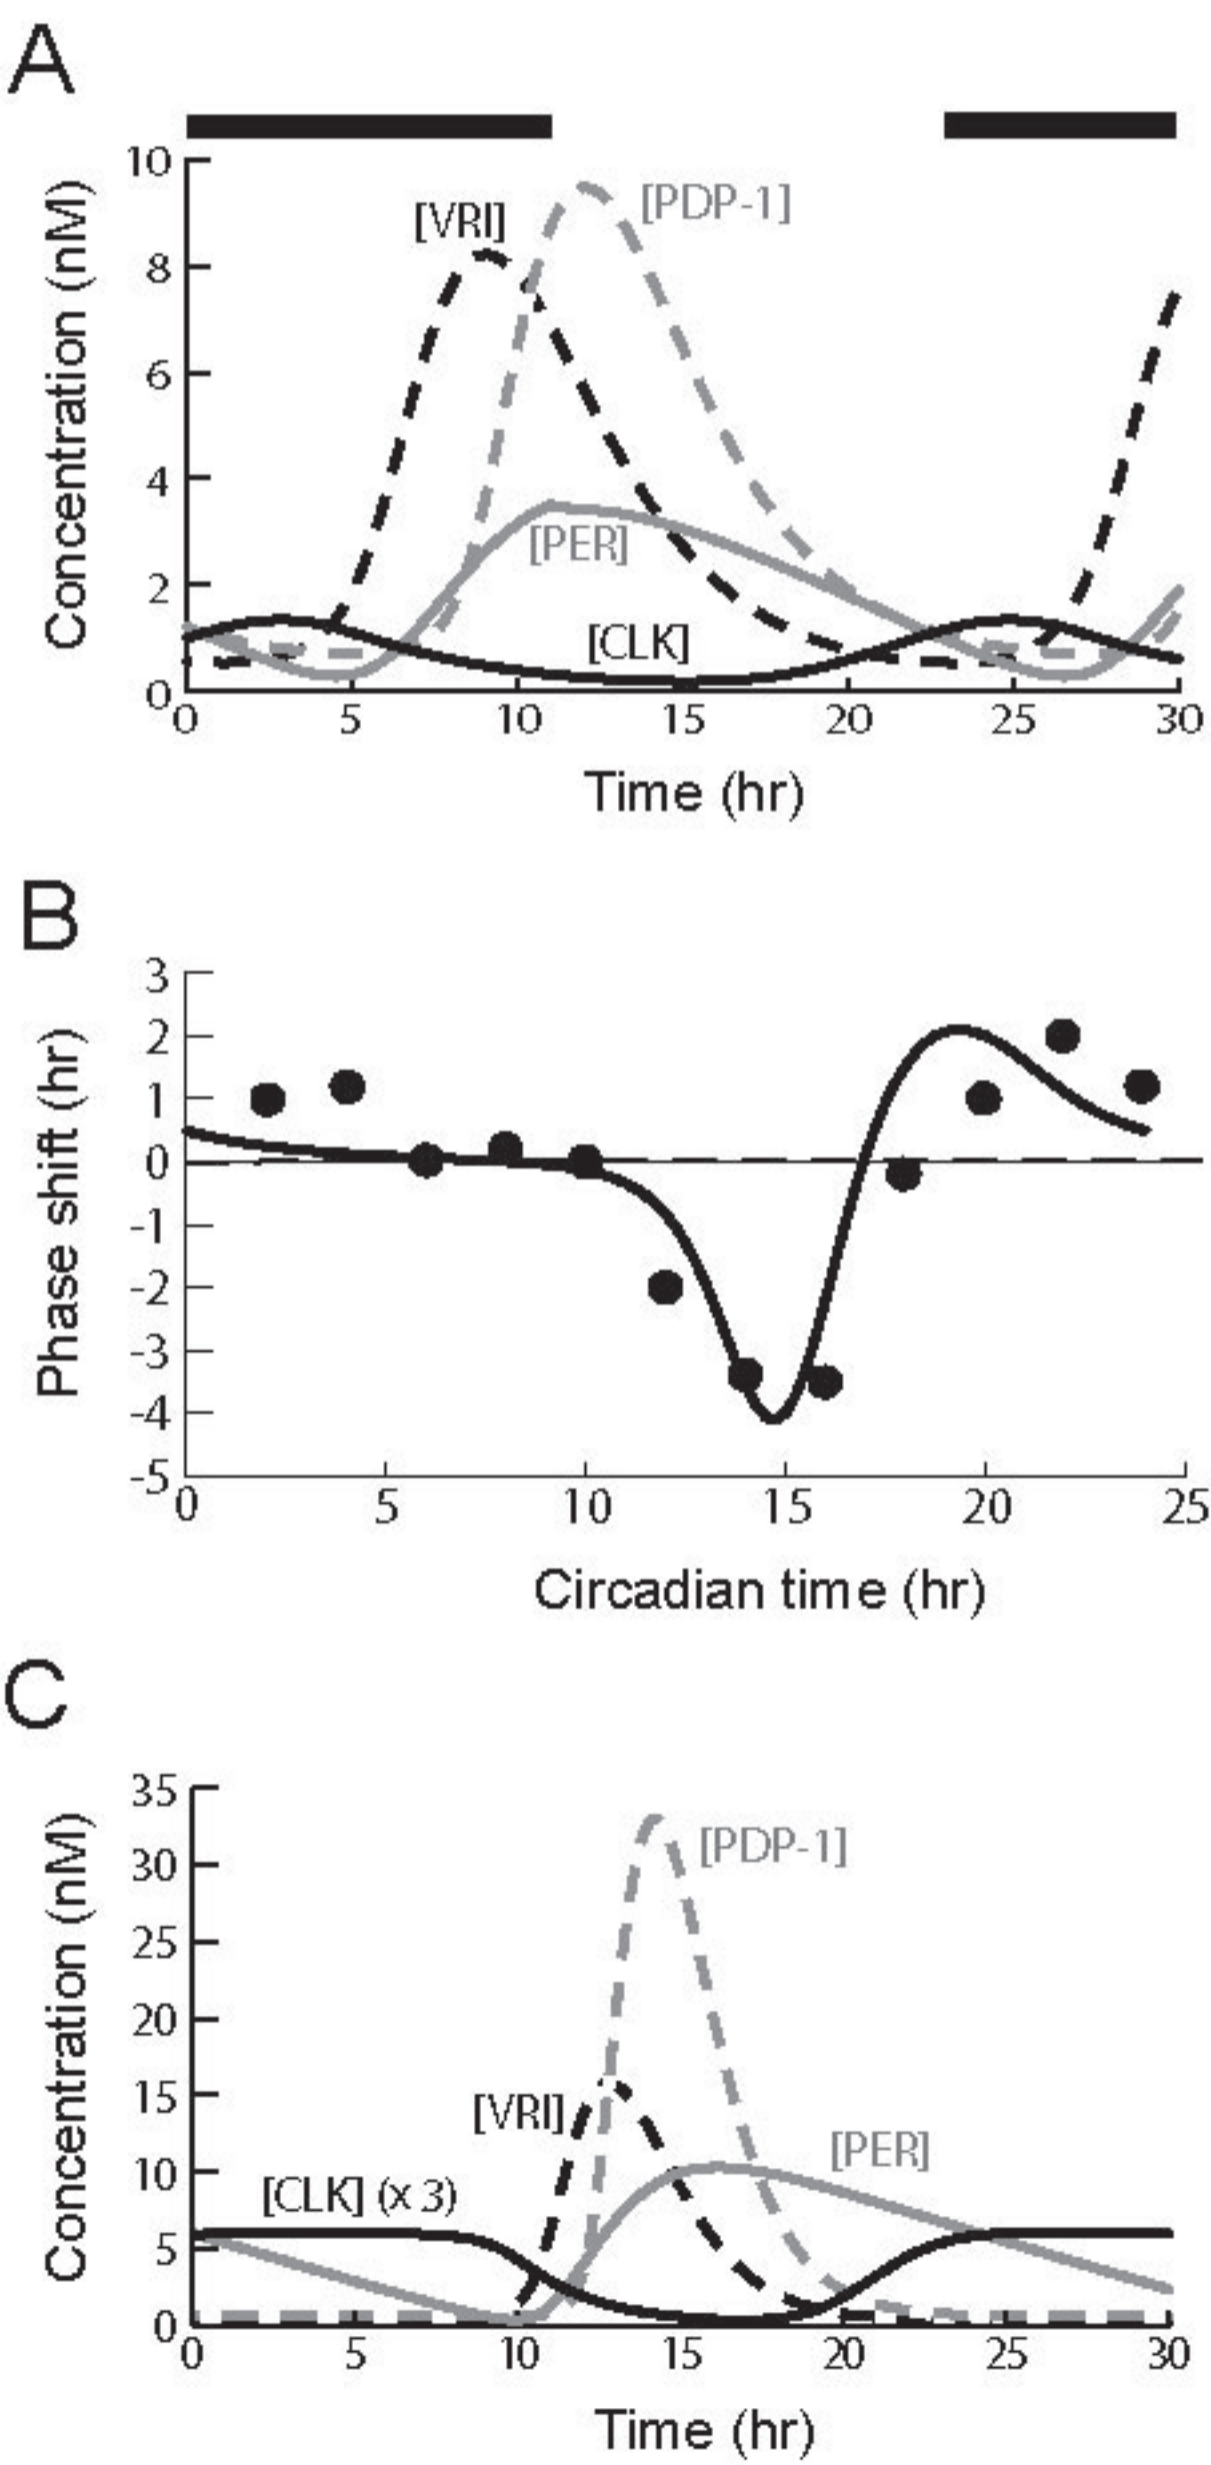 A
Concentration (nM)
10
8
6
4
2
0
[VRI]
[PDP-1]
[PER]
[CLK]
0 5 10 15 20 25 30
Time (hr)
B
Phase shift (hr)
3
2
1
0
-1
-2
-3
-4
-5
0 5 10 15 20 25
Circadian time (hr)
C
Concentration (nM)
35
30
25
20
15
10
5
0
[PDP-1]
[VRI]
[PER]
[CLK] (x 3)
0 5 10 15 20 25 30
Time (hr)